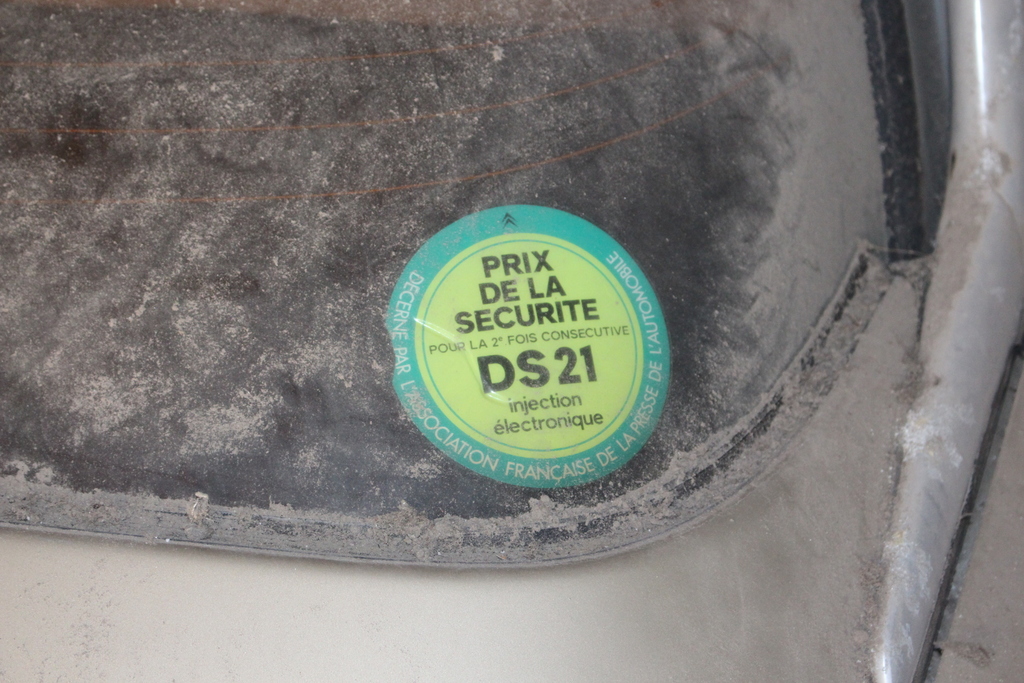 PRIX
DE LA
SECURITE
POUR LA 2e FOIS CONSECUTIVE
DS21
injection
électronique
DÉCERNÉ PAR L'ASSOCIATION FRANÇAISE DE LA PRESSE DE L'AUTOMOBILE